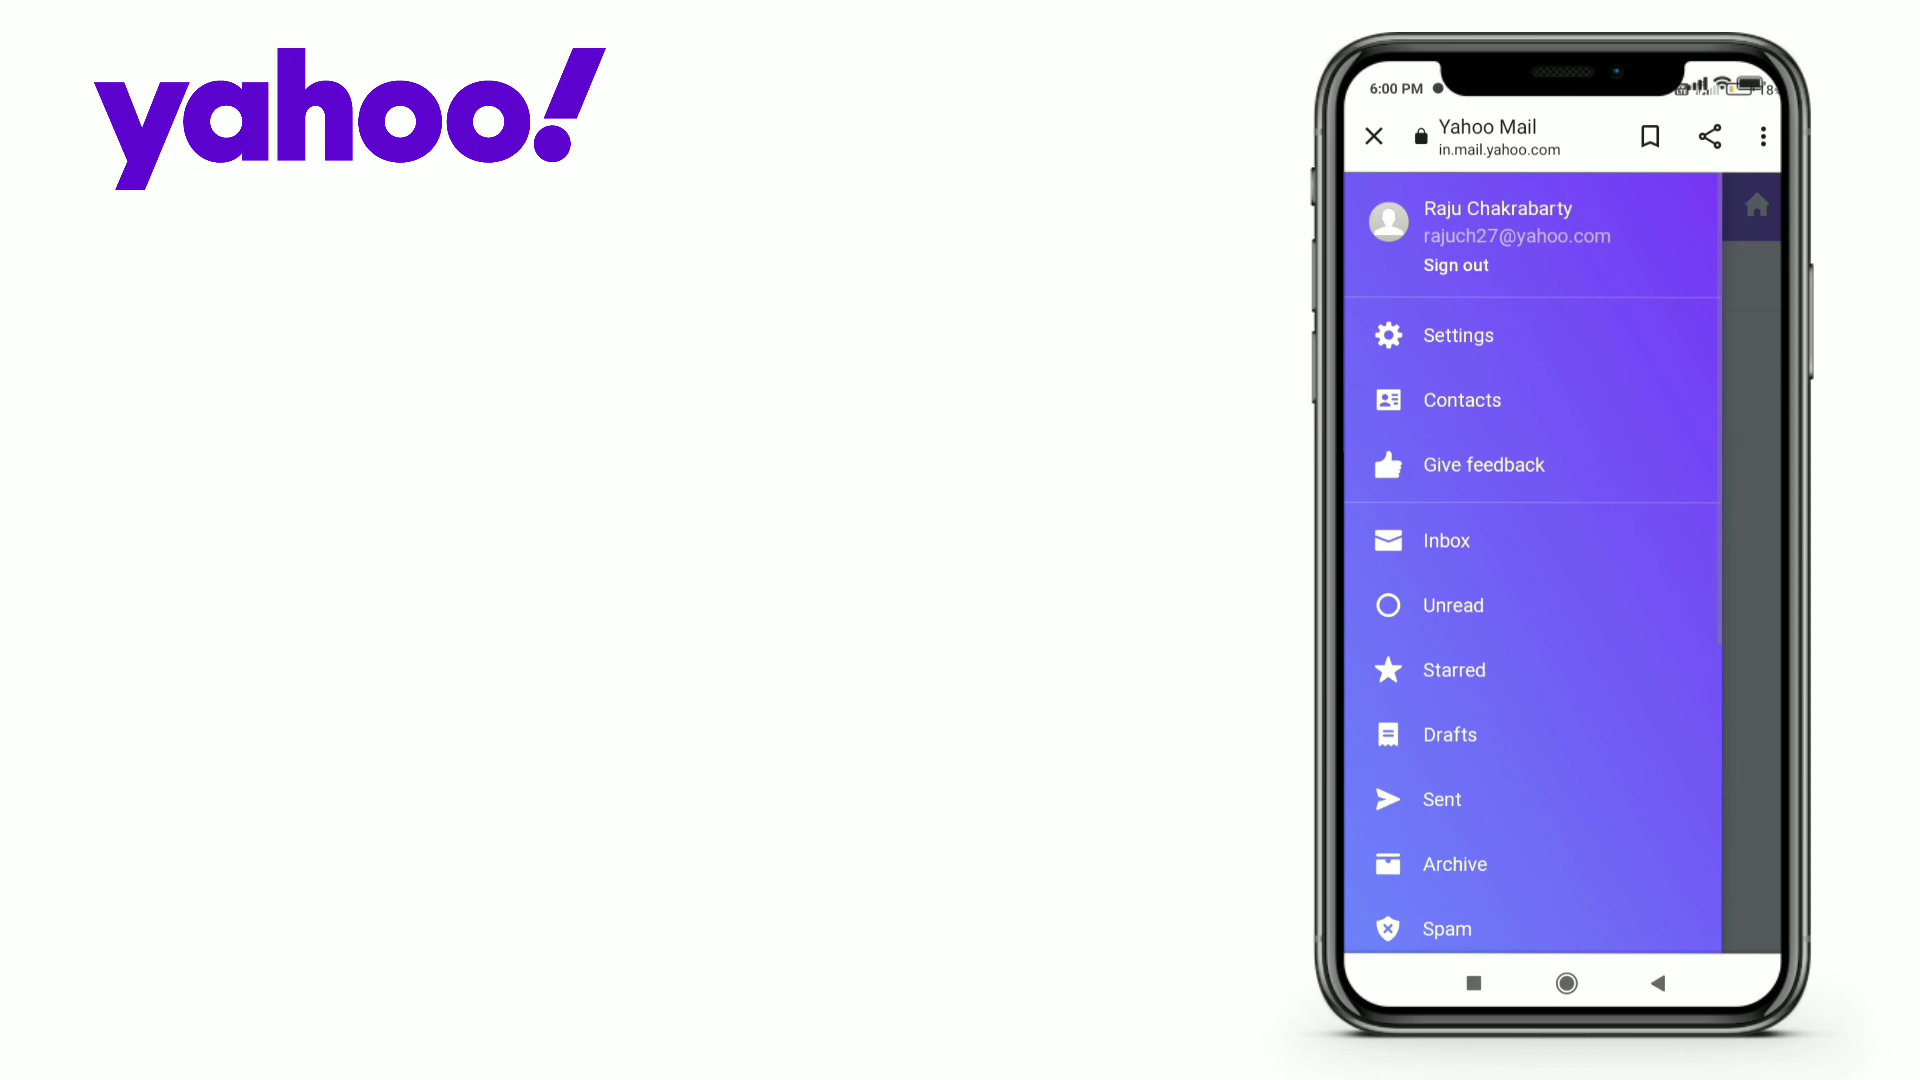 yahoo!
6:00 PM
Yahoo Mail
in.mail.yahoo.com
Raju Chakrabarty
rajuch27@yahoo.com
Sign out
Settings
Contacts
Give feedback
Inbox
Unread
Starred
Drafts
Sent
Archive
Spam